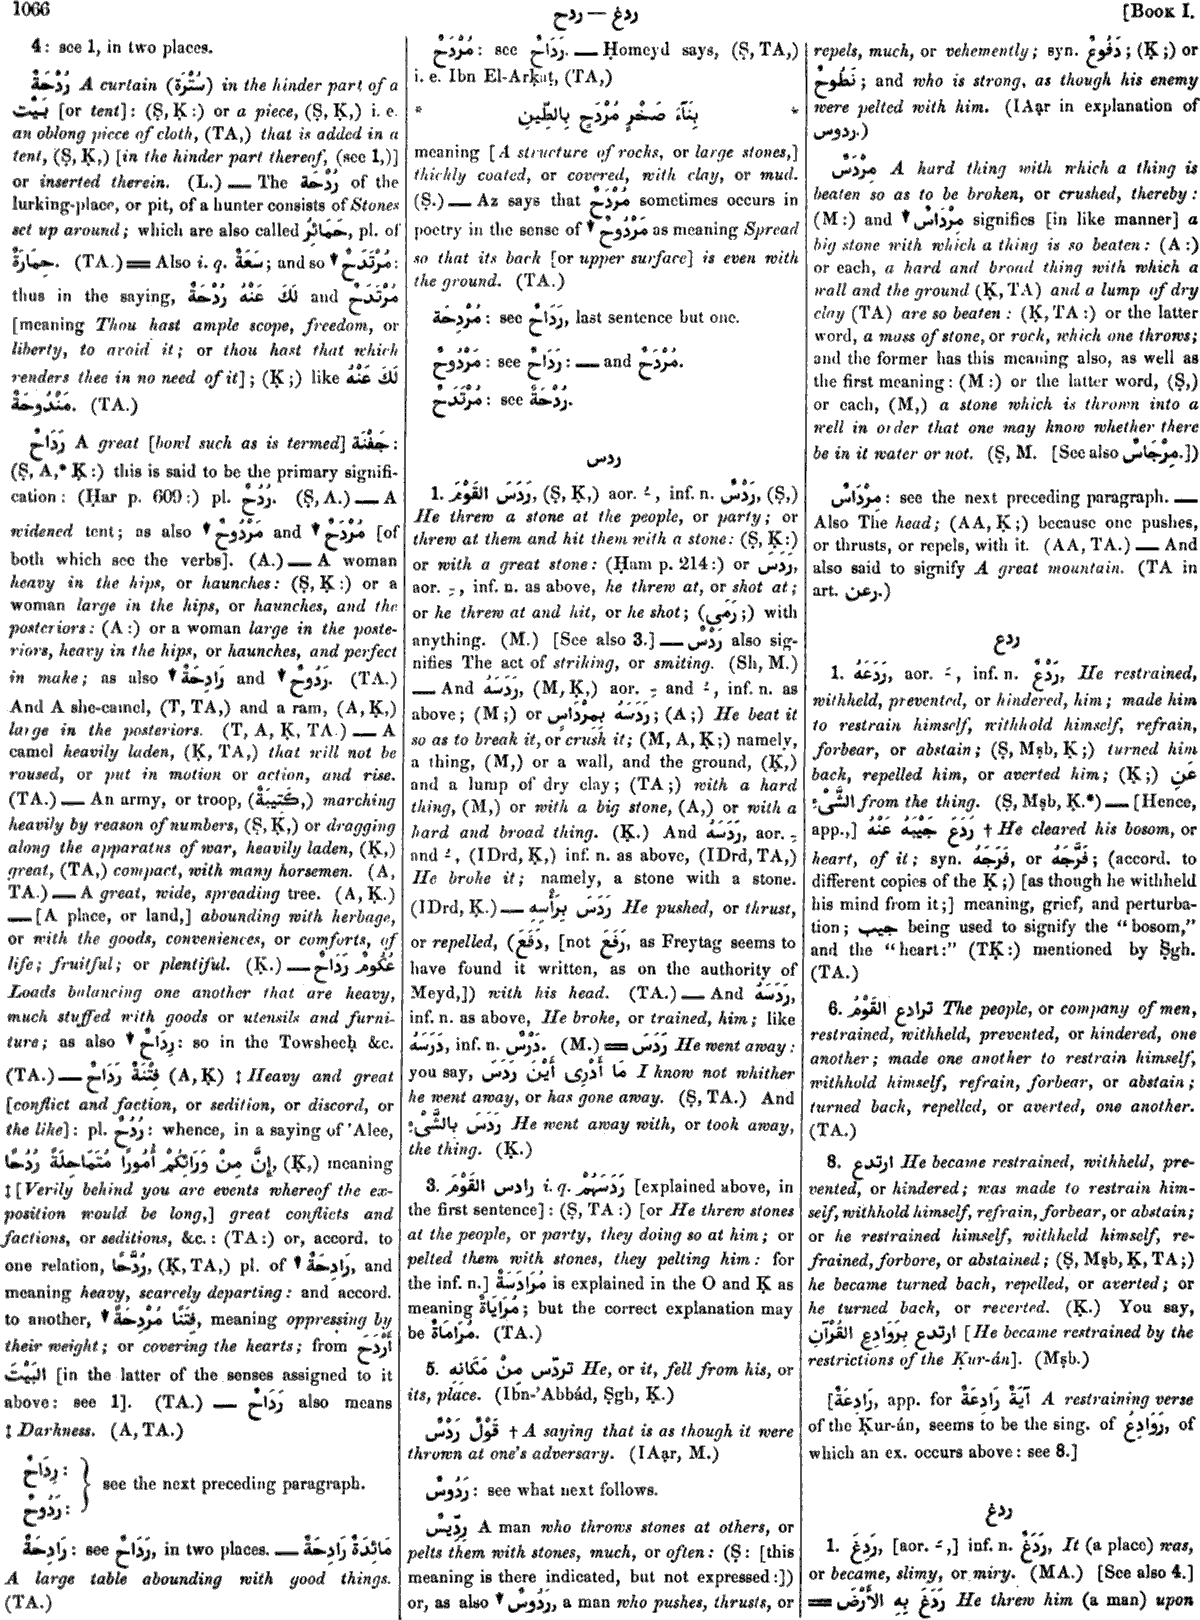 1066
ردح — ردغ
[BOOK I.
4: see 1, in two places.
رُدْحَةٌ A curtain (سُتْرَة) in the hinder part of a
بَيْت [or tent]: (Ṣ, Ḳ:) or a piece, (Ṣ, Ḳ,) i. e.
an oblong piece of cloth, (TA,) that is added in a
tent, (Ṣ, Ḳ,) [in the hinder part thereof, (see 1,)]
or inserted therein. (L.) — The رُدْحَة of the
lurking-place, or pit, of a hunter consists of Stones
set up around; which are also called حَمَائِرُ, pl. of
حِمَارَةٌ. (TA.) = Also i. q. سَعَةٌ; and so ↓ مُرْتَدَحٌ:
thus in the saying, لَكَ عَنْهُ رُدْحَةٌ and مُرْتَدَحٌ
[meaning Thou hast ample scope, freedom, or
liberty, to avoid it; or thou hast that which
renders thee in no need of it]; (Ḳ;) like لَكَ عَنْهُ
مَنْدُوحَةٌ. (TA.)
رَدَاحٌ A great [bowl such as is termed] جَفْنَة:
(Ṣ, A,* Ḳ:) this is said to be the primary signifi-
cation: (Ḥar p. 609:) pl. رُدُحٌ. (Ṣ, A.) — A
widened tent; as also ↓ مَرْدُوحٌ and ↓ مُرْدَحٌ [of
both which see the verbs]. (A.) — A woman
heavy in the hips, or haunches: (Ṣ, Ḳ:) or a
woman large in the hips, or haunches, and the
posteriors: (A:) or a woman large in the poste-
riors, heavy in the hips, or haunches, and perfect
in make; as also ↓ رَادِحَةٌ and ↓ رَدُوحٌ. (TA.)
And A she-camel, (T, TA,) and a ram, (A, Ḳ,)
large in the posteriors. (T, A, Ḳ, TA.) — A
camel heavily laden, (Ḳ, TA,) that will not be
roused, or put in motion or action, and rise.
(TA.) — An army, or troop, (كَتِيبَةٌ,) marching
heavily by reason of numbers, (Ṣ, Ḳ,) or dragging
along the apparatus of war, heavily laden, (Ḳ,)
great, (TA,) compact, with many horsemen. (A,
TA.) — A great, wide, spreading tree. (A, Ḳ.)
— [A place, or land,] abounding with herbage,
or with the goods, conveniences, or comforts, of
life; fruitful; or plentiful. (Ḳ.) — عُكُومٌ رَدَاحٌ
Loads balancing one another that are heavy,
much stuffed with goods or utensils and furni-
ture; as also ↓ رِدَاحٌ: so in the Towsheeḥ &c.
(TA.) — فِتْنَةٌ رَدَاحٌ (A, Ḳ) ‡ Heavy and great
[conflict and faction, or sedition, or discord, or
the like]: pl. رُدُحٌ: whence, in a saying of 'Alee,
إِنَّ مِنْ وَرَائِكُمْ أُمُورًا مُتَمَاحِلَةً رُدُحًا, (Ḳ,) meaning
‡ [Verily behind you are events whereof the ex-
position would be long,] great conflicts and
factions, or seditions, &c.: (TA:) or, accord. to
one relation, رُدَّحًا, (Ḳ, TA,) pl. of ↓ رَادِحَةٌ, and
meaning heavy, scarcely departing: and accord.
to another, ↓ فِتَنًا مُرْدِحَةً, meaning oppressing by
their weight; or covering the hearts; from أَرْدَحَ
البَيْتَ [in the latter of the senses assigned to it
above: see 1]. (TA.) — رَدَاحٌ also means
‡ Darkness. (A, TA.)
رِدَاحٌ:
رَدُوحٌ:
} see the next preceding paragraph.
رَادِحَةٌ: see رَدَاحٌ, in two places. — مَائِدَةٌ رَادِحَةٌ
A large table abounding with good things.
(TA.)
مُرْدَحٌ: see رَدَاحٌ. — Ḥomeyd says, (Ṣ, TA,)
i. e. Ibn El-Arḳaṭ, (TA,)
* بِنَاءَ صَخْرٍ مُرْدَحٍ بِالطِّينِ *
meaning [A structure of rocks, or large stones,]
thickly coated, or covered, with clay, or mud.
(Ṣ.) — Az says that مُرْدَحٌ sometimes occurs in
poetry in the sense of ↓ مَرْدُوحٌ as meaning Spread
so that its back [or upper surface] is even with
the ground. (TA.)
مُرْدِحَة: see رَدَاحٌ, last sentence but one.
مَرْدُوحٌ: see رَدَاحٌ: — and مُرْدَحٌ.
مُرْتَدَحٌ: see رُدْحَةٌ.
ردس
1. رَدَسَ القَوْمَ, (Ṣ, Ḳ,) aor. ـُ, inf. n. رَدْسٌ, (Ṣ,)
He threw a stone at the people, or party; or
threw at them and hit them with a stone: (Ṣ, Ḳ:)
or with a great stone: (Ḥam p. 214:) or رَدَسَ,
aor. ـِ, inf. n. as above, he threw at, or shot at;
or he threw at and hit, or he shot; (رَمَى;) with
anything. (M.) [See also 3.] — رَدْسٌ also sig-
nifies The act of striking, or smiting. (Sh, M.)
— And رَدَسَهُ, (M, Ḳ,) aor. ـِ and ـُ, inf. n. as
above; (M;) or رَدَسَهُ بِمِرْدَاسٍ; (A;) He beat it
so as to break it, or crush it; (M, A, Ḳ;) namely,
a thing, (M,) or a wall, and the ground, (Ḳ,)
and a lump of dry clay; (TA;) with a hard
thing, (M,) or with a big stone, (A,) or with a
hard and broad thing. (Ḳ.) And رَدَسَهُ, aor. ـِ
and ـُ, (IDrd, Ḳ,) inf. n. as above, (IDrd, TA,)
He broke it; namely, a stone with a stone.
(IDrd, Ḳ.) — رَدَسَ بِرَأْسِهِ He pushed, or thrust,
or repelled, (دَفَعَ, [not رَفَعَ, as Freytag seems to
have found it written, as on the authority of
Meyd,]) with his head. (TA.) — And رَدَسَهُ,
inf. n. as above, He broke, or trained, him; like
دَرَسَهُ, inf. n. دَرْسٌ. (M.) = رَدَسَ He went away:
you say, مَا أَدْرِى أَيْنَ رَدَسَ I know not whither
he went away, or has gone away. (Ṣ, TA.) And
رَدَسَ بِالشَّىْءِ He went away with, or took away,
the thing. (Ḳ.)
3. رادس القَوْمَ i. q. رَدَسَهُمْ [explained above, in
the first sentence]: (Ṣ, TA:) [or He threw stones
at the people, or party, they doing so at him; or
pelted them with stones, they pelting him: for
the inf. n.] مُرَادَسَةٌ is explained in the O and Ḳ as
meaning مُرَايَاةٌ; but the correct explanation may
be مُرَامَاةٌ. (TA.)
5. تردّس مِنْ مَكَانِهِ He, or it, fell from his, or
its, place. (Ibn-'Abbád, Ṣgh, Ḳ.)
قَوْلٌ رَدْسٌ † A saying that is as though it were
thrown at one's adversary. (IAạr, M.)
رَدُوسٌ: see what next follows.
رِدِّيسٌ A man who throws stones at others, or
pelts them with stones, much, or often: (Ṣ: [this
meaning is there indicated, but not expressed:])
or, as also ↓ رَدُوسٌ, a man who pushes, thrusts, or
repels, much, or vehemently; syn. دَفُوعٌ; (Ḳ;) or
نَطُوحٌ; and who is strong, as though his enemy
were pelted with him. (IAạr in explanation of
ردوس.)
مِرْدَسٌ A hard thing with which a thing is
beaten so as to be broken, or crushed, thereby:
(M:) and ↓ مِرْدَاسٌ signifies [in like manner] a
big stone with which a thing is so beaten: (A:)
or each, a hard and broad thing with which a
wall and the ground (Ḳ, TA) and a lump of dry
clay (TA) are so beaten: (Ḳ, TA:) or the latter
word, a mass of stone, or rock, which one throws;
and the former has this meaning also, as well as
the first meaning: (M:) or the latter word, (Ṣ,)
or each, (M,) a stone which is thrown into a
well in order that one may know whether there
be in it water or not. (Ṣ, M. [See also مِرْجَاسٌ.])
مِرْدَاسٌ: see the next preceding paragraph. —
Also The head; (AA, Ḳ;) because one pushes,
or thrusts, or repels, with it. (AA, TA.) — And
also said to signify A great mountain. (TA in
art. رعن.)
ردع
1. رَدَعَهُ, aor. ـَ, inf. n. رَدْعٌ, He restrained,
withheld, prevented, or hindered, him; made him
to restrain himself, withhold himself, refrain,
forbear, or abstain; (Ṣ, Mṣb, Ḳ;) turned him
back, repelled him, or averted him; (Ḳ;) عَنِ
الشَّىْءِ from the thing. (Ṣ, Mṣb, Ḳ.*) — [Hence,
app.,] رَدَعَ جَيْبَهُ عَنْهُ † He cleared his bosom, or
heart, of it; syn. فَرَجَهُ, or فَرَّجَهُ; (accord. to
different copies of the Ḳ;) [as though he withheld
his mind from it;] meaning, grief, and perturba-
tion; جيب being used to signify the "bosom,"
and the "heart:" (TḲ:) mentioned by Ṣgh.
(TA.)
6. ترادع القَوْمُ The people, or company of men,
restrained, withheld, prevented, or hindered, one
another; made one another to restrain himself,
withhold himself, refrain, forbear, or abstain;
turned back, repelled, or averted, one another.
(TA.)
8. ارتدع He became restrained, withheld, pre-
vented, or hindered; was made to restrain him-
self, withhold himself, refrain, forbear, or abstain;
or he restrained himself, withheld himself, re-
frained, forbore, or abstained; (Ṣ, Mṣb, Ḳ, TA;)
he became turned back, repelled, or averted; or
he turned back, or reverted. (Ḳ.) You say,
ارتدع بِرَوَادِعِ القُرْآنِ [He became restrained by the
restrictions of the Ḳur-án]. (Mṣb.)
[رَادِعَةٌ, app. for آيَةٌ رَادِعَةٌ A restraining verse
of the Ḳur-án, seems to be the sing. of رَوَادِعُ, of
which an ex. occurs above: see 8.]
ردغ
1. رَدِغَ, [aor. ـَ,] inf. n. رَدَغٌ, It (a place) was,
or became, slimy, or miry. (MA.) [See also 4.]
= رَدَغَ بِهِ الأَرْضَ He threw him (a man) upon